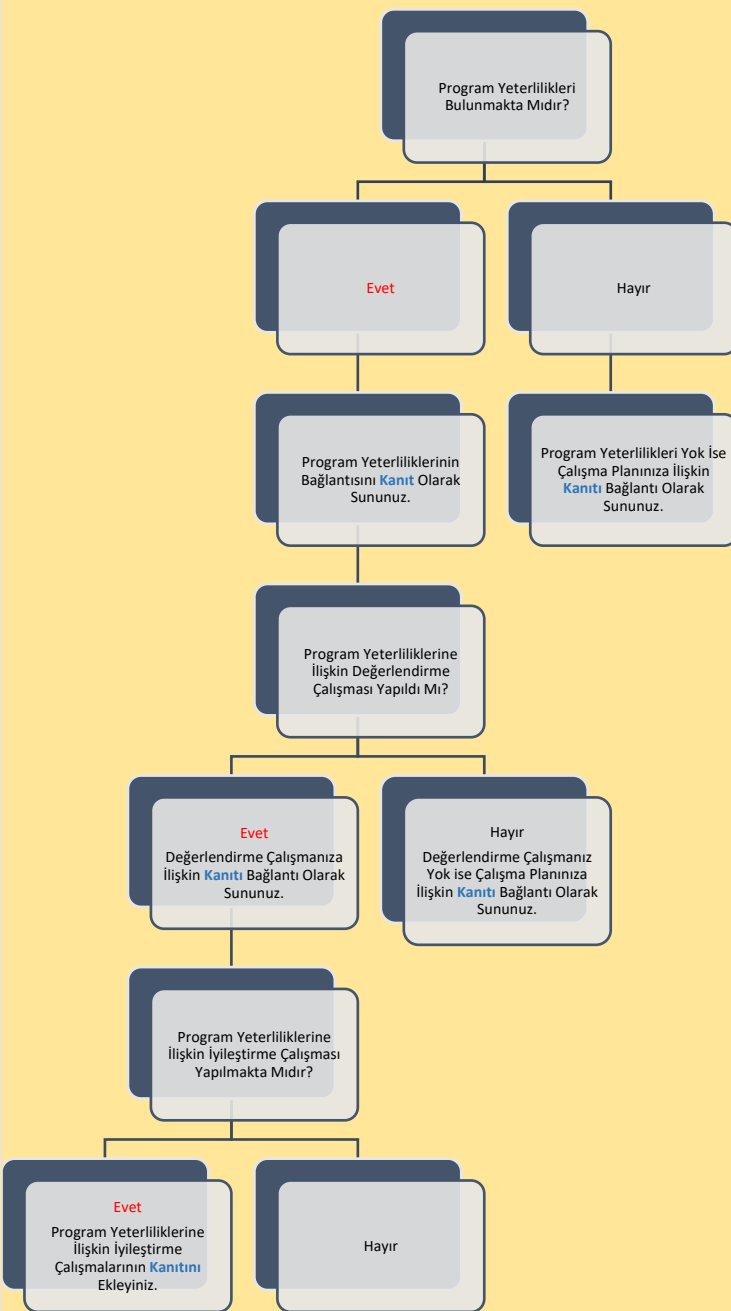 Program Yeterlilikleri
Bulunmakta Mıdır?
Evet
Hayır
Program Yeterliliklerinin
Bağlantısını Kanıt Olarak
Sununuz.
Program Yeterlilikleri Yok İse
Çalışma Planınıza İlişkin
Kanıtı Bağlantı Olarak
Sununuz.
Program Yeterliliklerine
İlişkin Değerlendirme
Çalışması Yapıldı Mı?
Evet
Değerlendirme Çalışmanıza
İlişkin Kanıtı Bağlantı Olarak
Sununuz.
Hayır
Değerlendirme Çalışmanız
Yok ise Çalışma Planınıza
İlişkin Kanıtı Bağlantı Olarak
Sununuz.
Program Yeterliliklerine
İlişkin İyileştirme Çalışması
Yapılmakta Mıdır?
Evet
Program Yeterliliklerine
İlişkin İyileştirme
Çalışmalarının Kanıtını
Ekleyiniz.
Hayır